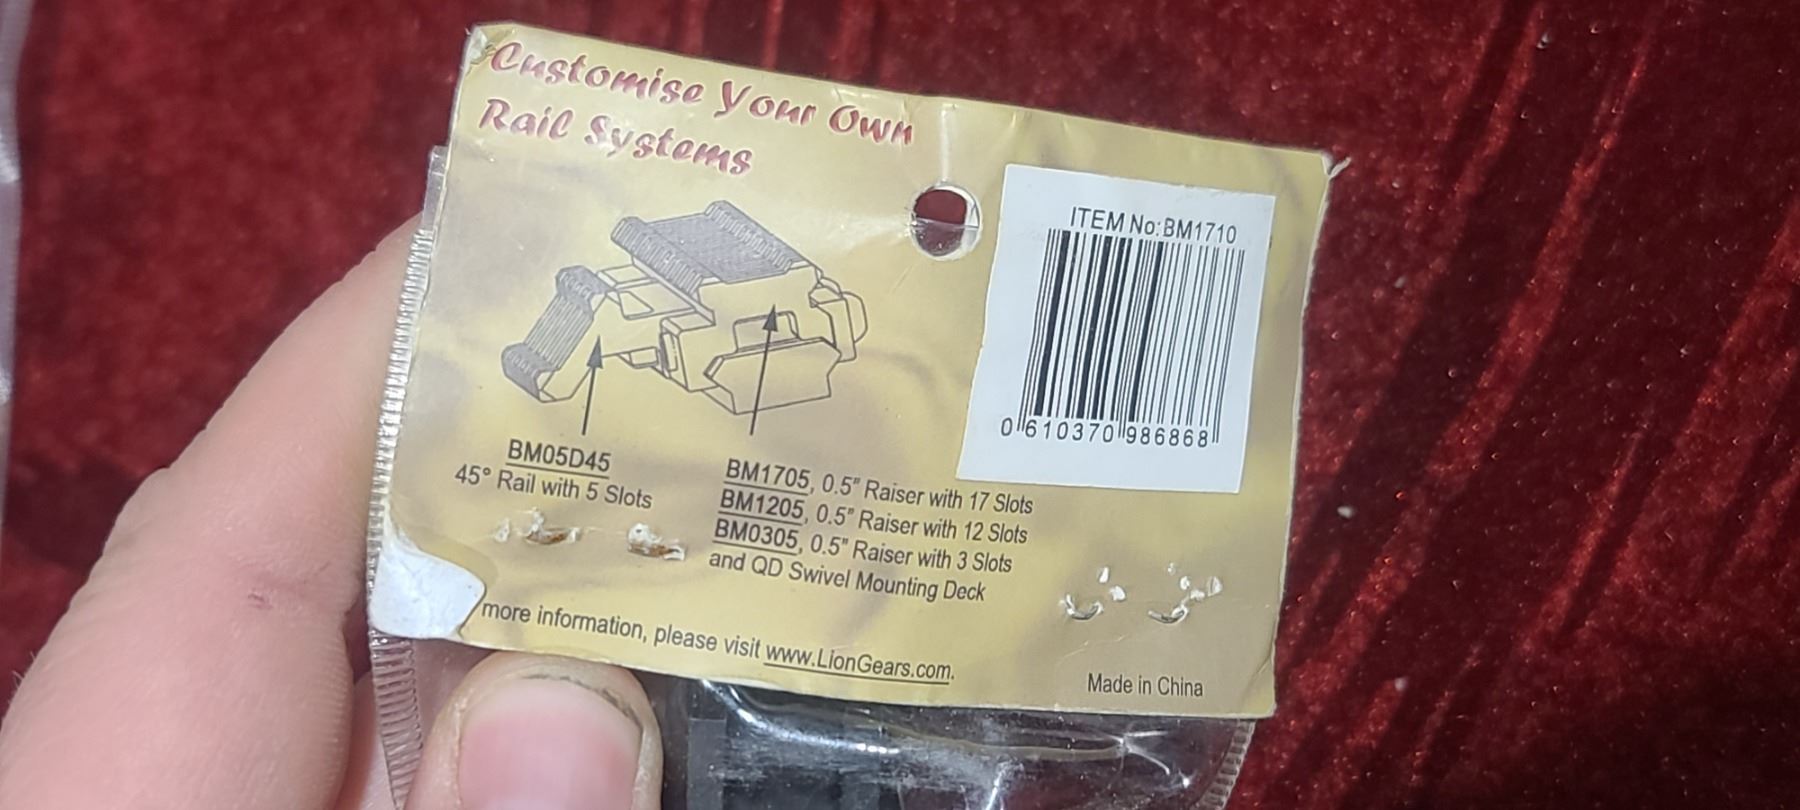 Customise Your Own
Rail Systems
ITEM No:BM1710
0 610370 986868
BM05D45
45° Rail with 5 Slots
BM1705, 0.5" Raiser with 17 Slots
BM1205, 0.5" Raiser with 12 Slots
BM0305, 0.5" Raiser with 3 Slots
and QD Swivel Mounting Deck
more information, please visit www.LionGears.com.
Made in China